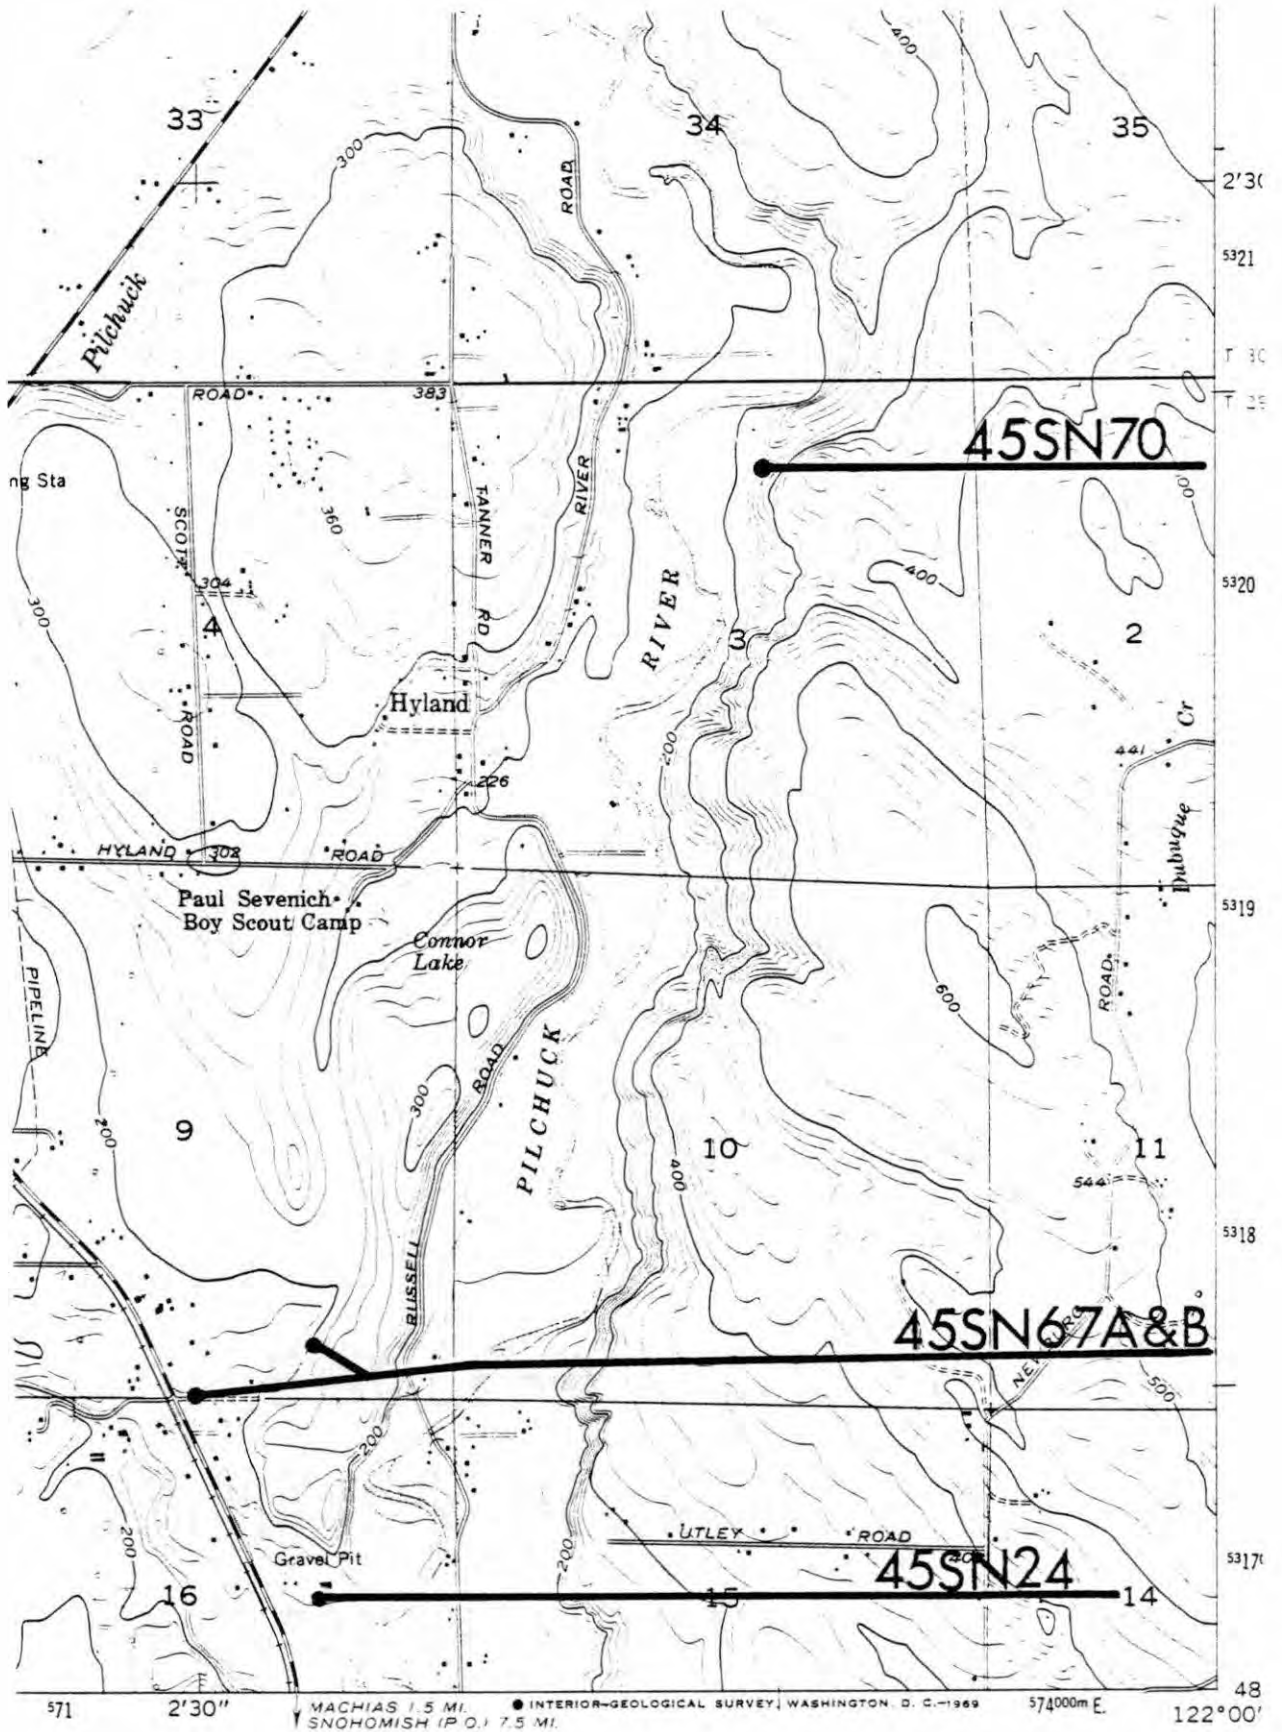 400
33
34
35
300
ROAD
2'30
5321
Pilchuck
T 30
ROAD
383
T 29
45SN70
ng Sta
SCOTT
360
TANNER
RIVER
400
304
300
4
RD
RIVER
3
5320
2
Hyland
ROAD
Cr
200
441
226
Dubuque
HYLAND
302
ROAD
Paul Sevenich
Boy Scout Camp
5319
Connor
Lake
PIPELINE
600
ROAD
ROAD
PILCHUCK
300
200
9
10
11
400
544
5318
RUSSELL
45SN67A&B
500
200
200
UTLEY
ROAD
200
Gravel Pit
45SN24
5317
16
15
14
571
2'30"
MACHIAS 1.5 MI.
SNOHOMISH (P.O.) 7.5 MI.
INTERIOR—GEOLOGICAL SURVEY, WASHINGTON, D. C.—1969
574000m E.
48
122°00'